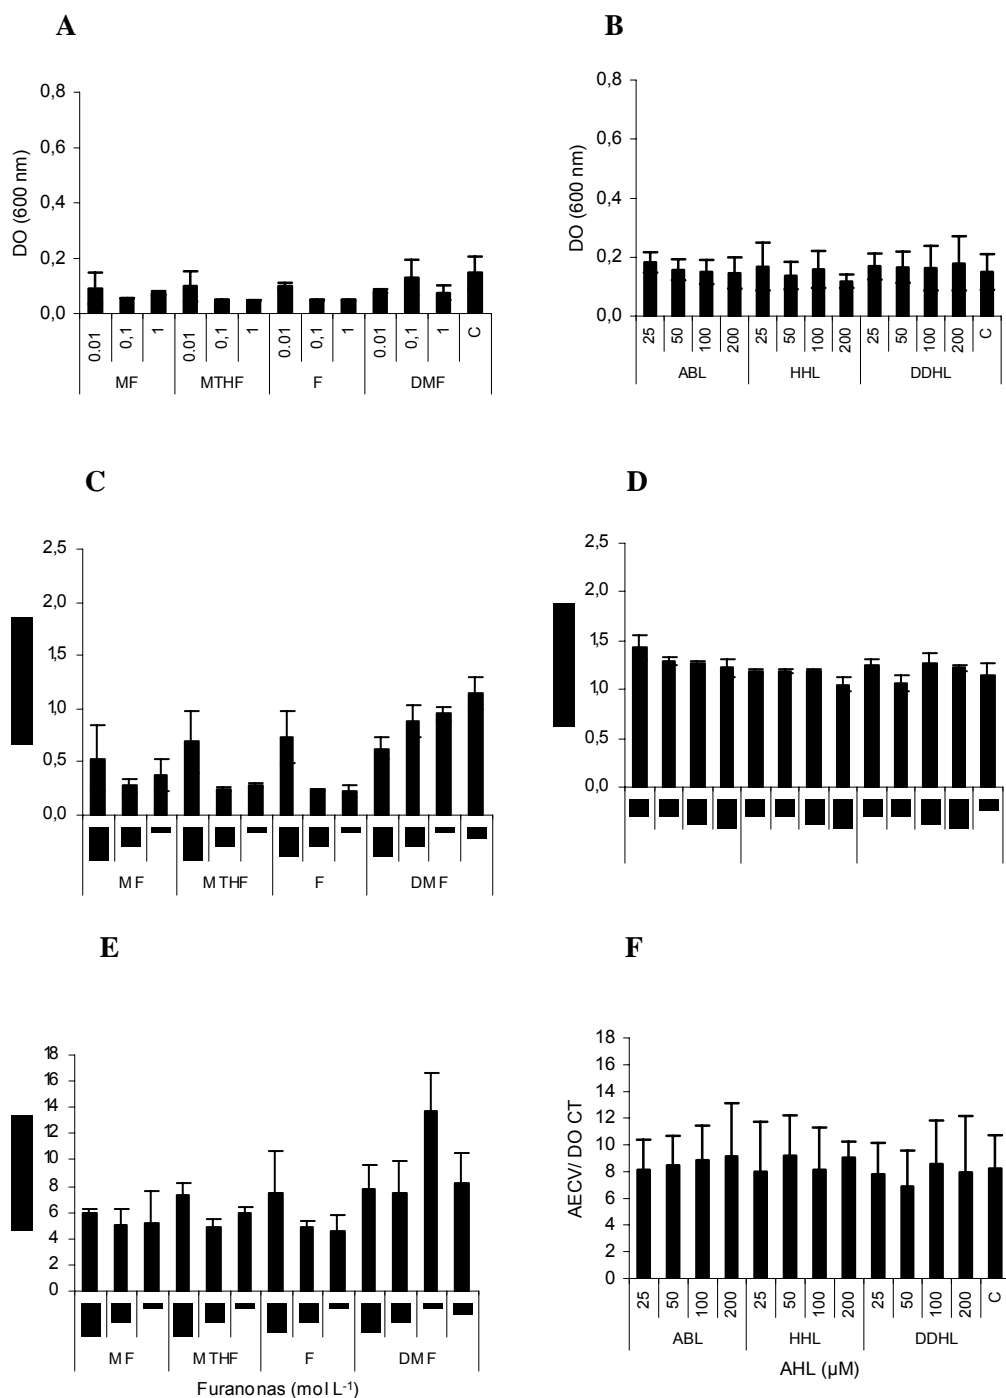 A
DO (600 nm)
0,8
0,6
0,4
0,2
0,0
0.01 0,1 1 0.01 0,1 1 0.01 0,1 1 0.01 0,1 1 C
MF MTHF F DMF
B
DO (600 nm)
0,8
0,6
0,4
0,2
0,0
25 50 100 200 25 50 100 200 25 50 100 200 C
ABL HHL DDHL
C
2,5
2,0
1,5
1,0
0,5
0,0
MF MTHF F DMF
D
2,5
2,0
1,5
1,0
0,5
0,0
E
18
16
14
12
10
8
6
4
2
0
MF MTHF F DMF
Furanonas (mol L-1)
F
AECV/ DO CT
18
16
14
12
10
8
6
4
2
0
25 50 100 200 25 50 100 200 25 50 100 200 C
ABL HHL DDHL
AHL (µM)